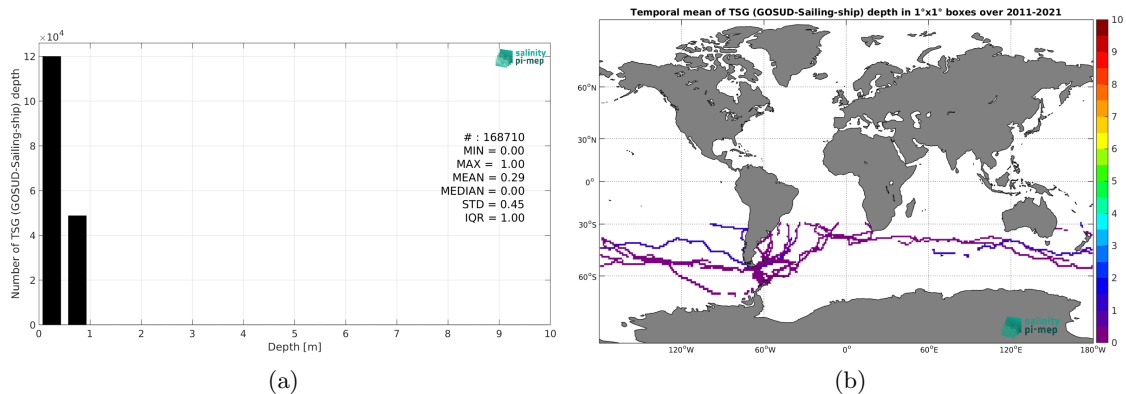 ×10⁴
12
10
8
6
4
2
0
0 1 2 3 4 5 6 7 8 9 10
Number of TSG (GOSUD-Sailing-ship) depth
Depth [m]
salinity
pi-mep
# : 168710
MIN = 0.00
MAX = 1.00
MEAN = 0.29
MEDIAN = 0.00
STD = 0.45
IQR = 1.00
(a)
Temporal mean of TSG (GOSUD-Sailing-ship) depth in 1°x1° boxes over 2011-2021
60°N
30°N
0°
30°S
60°S
120°W 60°W 0° 60°E 120°E 180°W
salinity
pi-mep
10
9
8
7
6
5
4
3
2
1
0
(b)